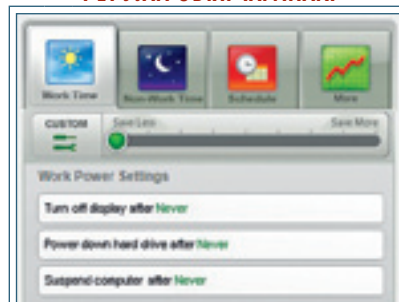 Work Time
Non-Work Time
Schedule
More
CUSTOM
Save Less
Save More
Work Power Settings
Turn off display after Never
Power down hard drive after Never
Suspend computer after Never